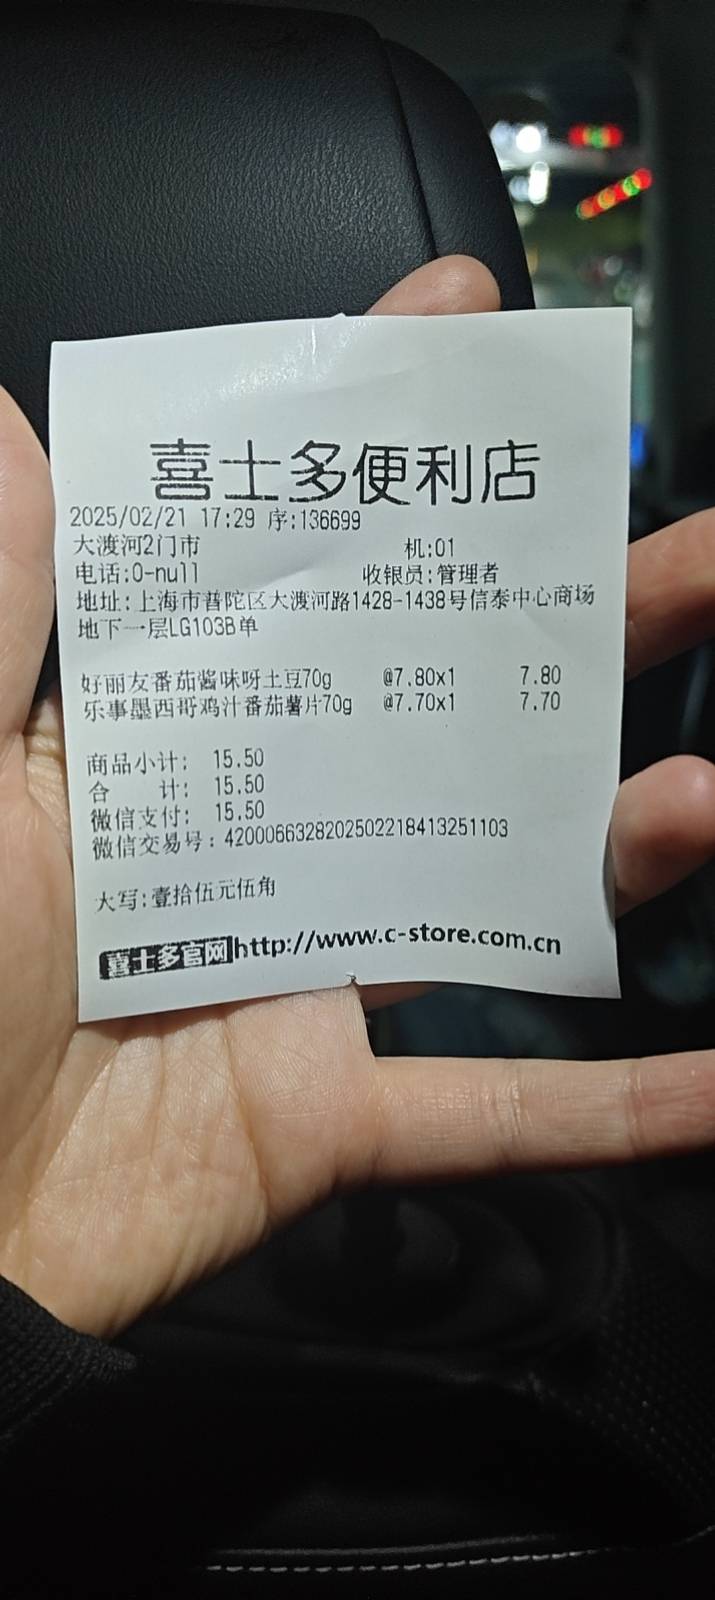 喜士多便利店
2025/02/21 17:29 序:136699
大渡河2门市 机:01
电话:0-null 收银员:管理者
地址:上海市普陀区大渡河路1428-1438号信泰中心商场
地下一层LG103B单
好丽友番茄酱味呀土豆70g @7.80x1 7.80
乐事墨西哥鸡汁番茄薯片70g @7.70x1 7.70
商品小计: 15.50
合 计: 15.50
微信支付: 15.50
微信交易号: 4200066328202502218413251103
大写:壹拾伍元伍角
喜士多官网http://www.c-store.com.cn